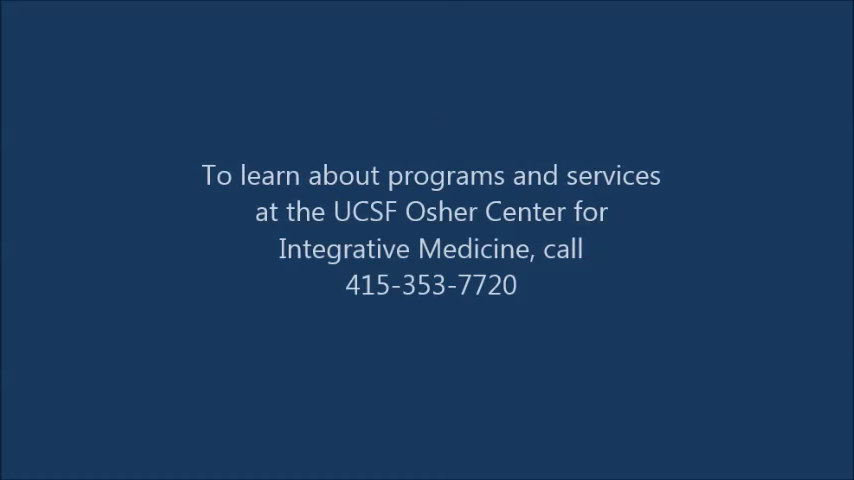 To learn about programs and services
at the UCSF Osher Center for
Integrative Medicine, call
415-353-7720